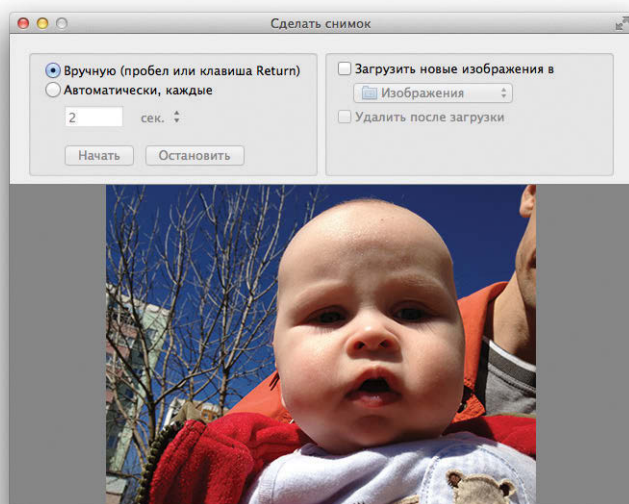 Сделать снимок
Вручную (пробел или клавиша Return)
Автоматически, каждые
2 сек.
Начать Остановить
Загрузить новые изображения в
Изображения
Удалить после загрузки